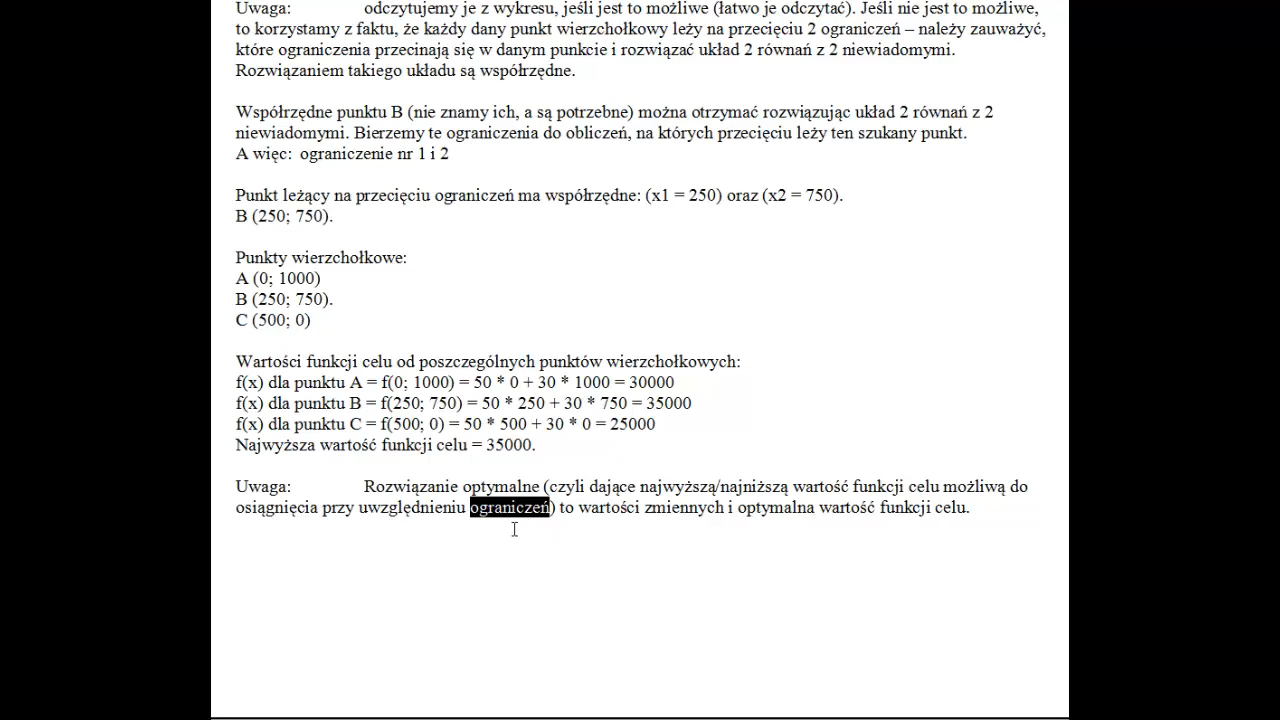 Uwaga: odczytujemy je z wykresu, jeśli jest to możliwe (łatwo je odczytać). Jeśli nie jest to możliwe,
to korzystamy z faktu, że każdy dany punkt wierzchołkowy leży na przecięciu 2 ograniczeń – należy zauważyć,
które ograniczenia przecinają się w danym punkcie i rozwiązać układ 2 równań z 2 niewiadomymi.
Rozwiązaniem takiego układu są współrzędne.
Współrzędne punktu B (nie znamy ich, a są potrzebne) można otrzymać rozwiązując układ 2 równań z 2
niewiadomymi. Bierzemy te ograniczenia do obliczeń, na których przecięciu leży ten szukany punkt.
A więc: ograniczenie nr 1 i 2
Punkt leżący na przecięciu ograniczeń ma współrzędne: (x1 = 250) oraz (x2 = 750).
B (250; 750).
Punkty wierzchołkowe:
A (0; 1000)
B (250; 750).
C (500; 0)
Wartości funkcji celu od poszczególnych punktów wierzchołkowych:
f(x) dla punktu A = f(0; 1000) = 50 * 0 + 30 * 1000 = 30000
f(x) dla punktu B = f(250; 750) = 50 * 250 + 30 * 750 = 35000
f(x) dla punktu C = f(500; 0) = 50 * 500 + 30 * 0 = 25000
Najwyższa wartość funkcji celu = 35000.
Uwaga: Rozwiązanie optymalne (czyli dające najwyższą/najniższą wartość funkcji celu możliwą do
osiągnięcia przy uwzględnieniu ograniczeń) to wartości zmiennych i optymalna wartość funkcji celu.